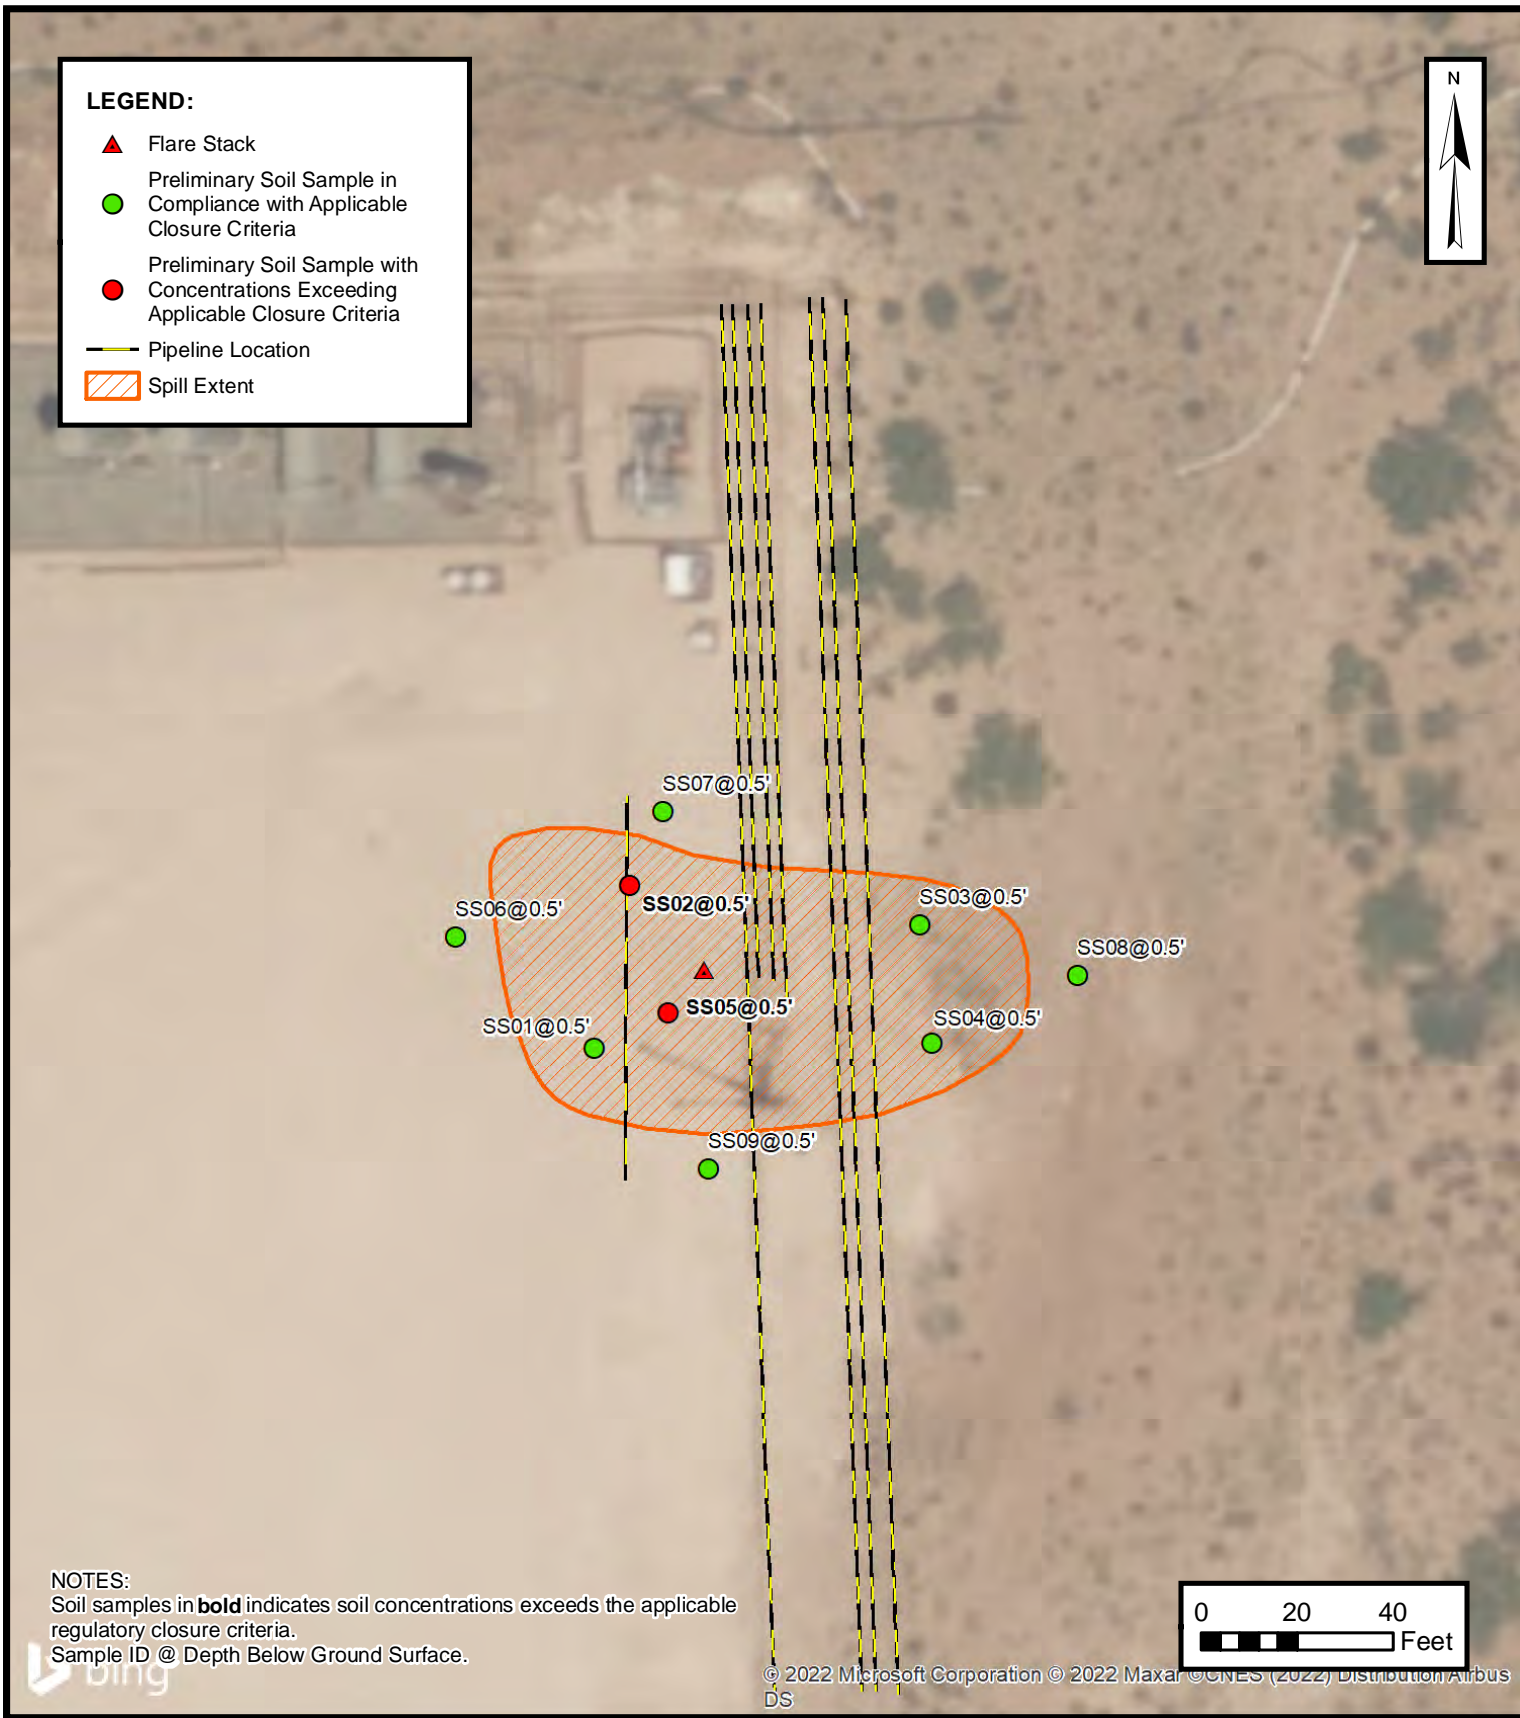 LEGEND:
Flare Stack
Preliminary Soil Sample in
Compliance with Applicable
Closure Criteria
Preliminary Soil Sample with
Concentrations Exceeding
Applicable Closure Criteria
Pipeline Location
Spill Extent
N
SS07@0.5'
SS02@0.5'
SS03@0.5'
SS06@0.5'
SS08@0.5'
SS05@0.5'
SS01@0.5'
SS04@0.5'
SS09@0.5'
NOTES:
Soil samples in bold indicates soil concentrations exceeds the applicable
regulatory closure criteria.
Sample ID @ Depth Below Ground Surface.
bing
0 20 40
Feet
© 2022 Microsoft Corporation © 2022 Maxar ©CNES (2022) Distribution Airbus
DS